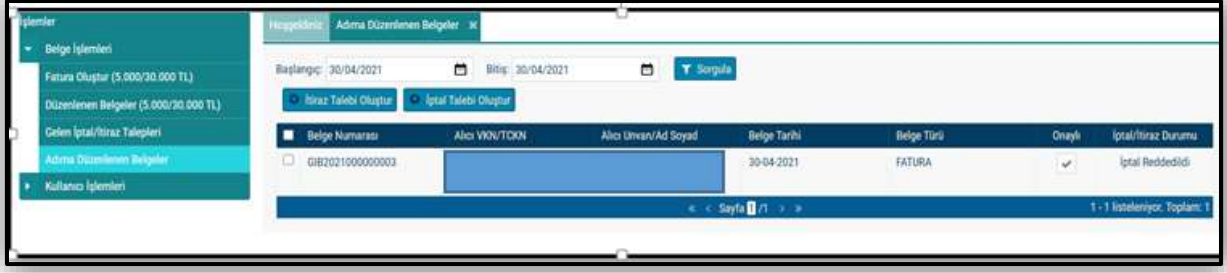 işlemler
Belge İşlemleri
Fatura Oluştur (5.000/30.000 TL)
Düzenlenen Belgeler (5.000/30.000 TL)
Gelen İptal/İtiraz Talepleri
Adıma Düzenlenen Belgeler
Kullanıcı İşlemleri
Hoşgeldiniz Adıma Düzenlenen Belgeler
Başlangıç: 30/04/2021 Bitiş: 30/04/2021 Sorgula
İtiraz Talebi Oluştur İptal Talebi Oluştur
Belge Numarası Alıcı VKN/TCKN Alıcı Unvan/Ad Soyad Belge Tarihi Belge Türü Onaylı İptal/İtiraz Durumu
GIB2021000000003 30-04-2021 FATURA İptal Reddedildi
« < Sayfa 1 /1 > » 1 - 1 listeleniyor. Toplam: 1